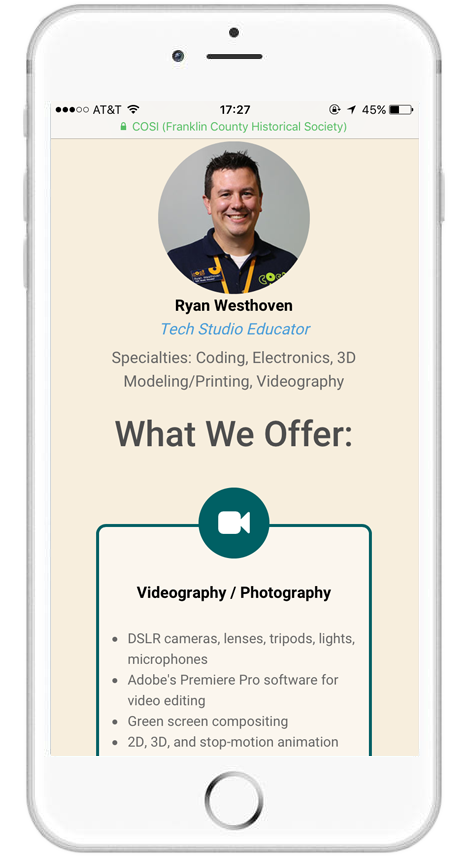 AT&T 17:27 45%
COSI (Franklin County Historical Society)
Ryan Westhoven
Tech Studio Educator
Specialties: Coding, Electronics, 3D
Modeling/Printing, Videography
What We Offer:
Videography / Photography
• DSLR cameras, lenses, tripods, lights,
microphones
• Adobe's Premiere Pro software for
video editing
• Green screen compositing
• 2D, 3D, and stop-motion animation